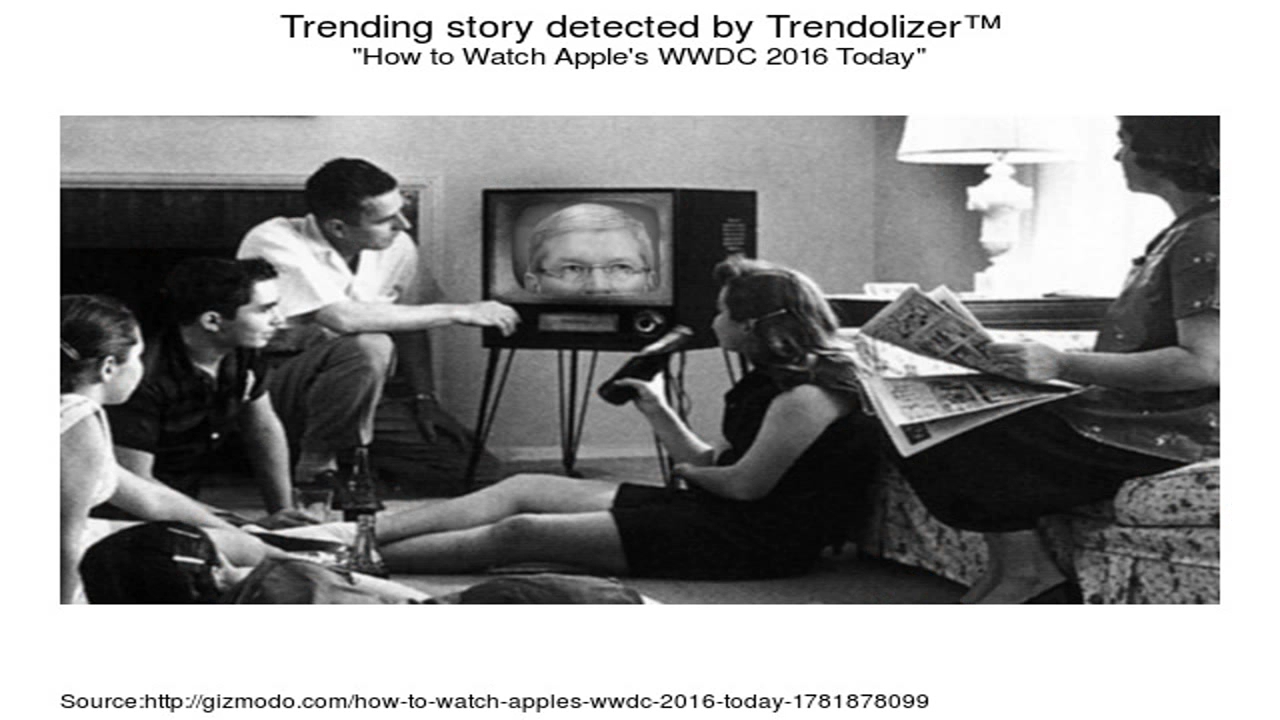 Trending story detected by Trendolizer™
"How to Watch Apple's WWDC 2016 Today"
Source:http://gizmodo.com/how-to-watch-apples-wwdc-2016-today-1781878099